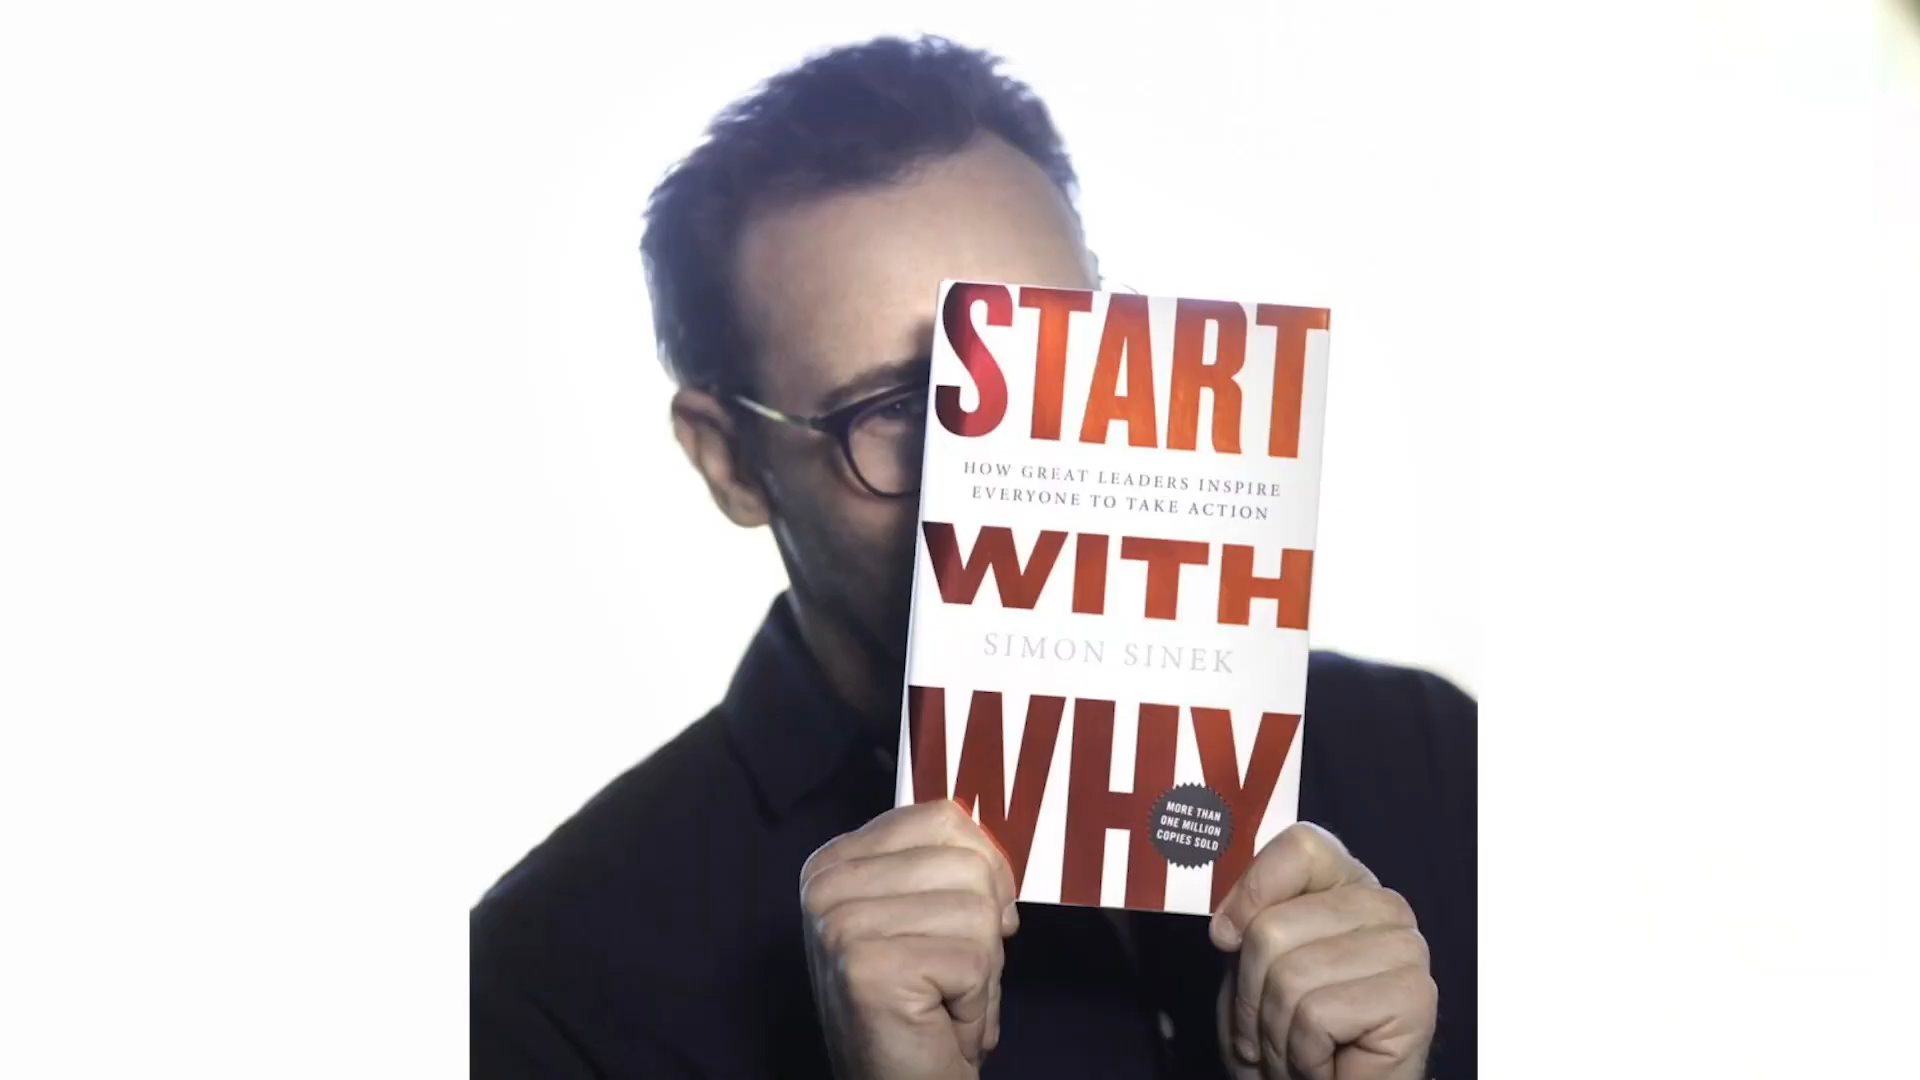 START
HOW GREAT LEADERS INSPIRE
EVERYONE TO TAKE ACTION
WITH
SIMON SINEK
WHY
MORE THAN
ONE MILLION
COPIES SOLD